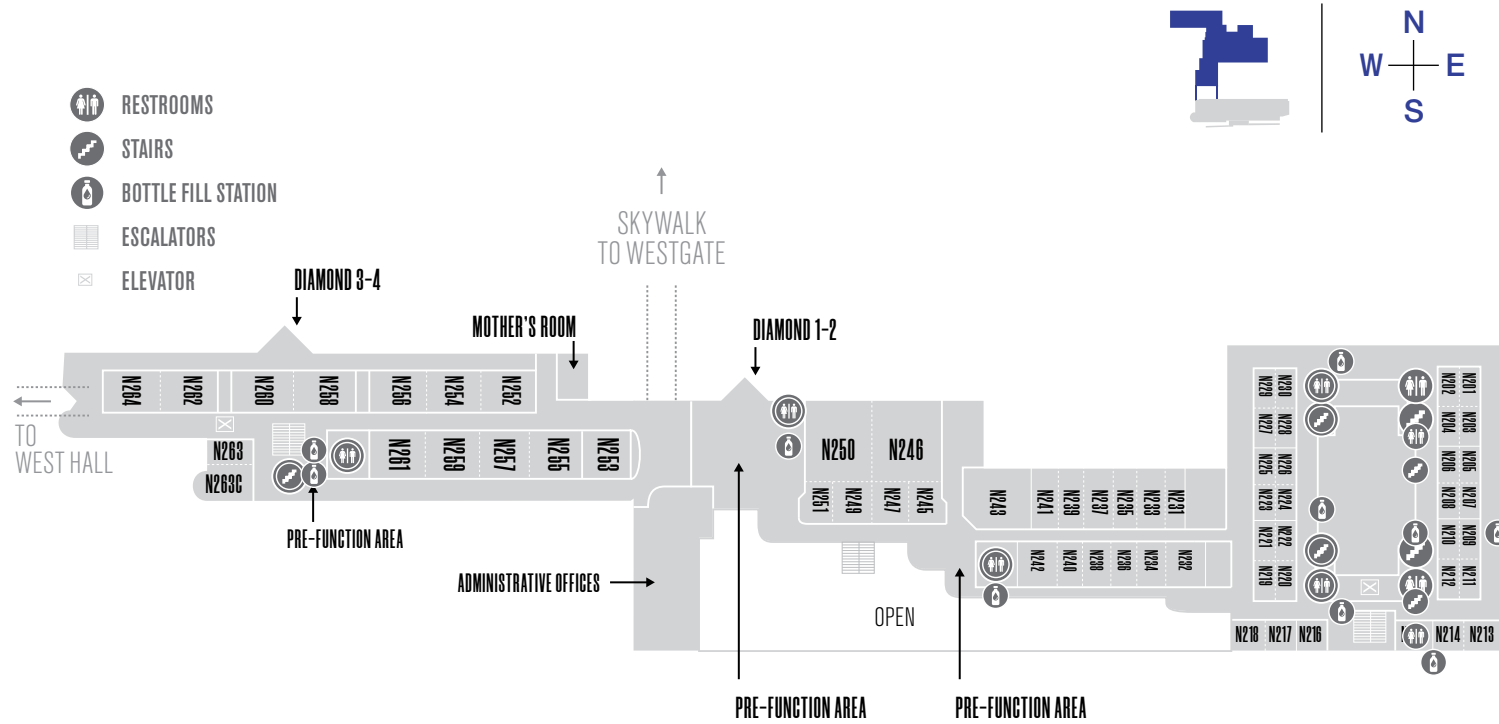 N
W E
S
RESTROOMS
STAIRS
BOTTLE FILL STATION
ESCALATORS
ELEVATOR
SKYWALK
TO WESTGATE
DIAMOND 3-4
MOTHER'S ROOM
DIAMOND 1-2
TO
WEST HALL
N264
N262
N260
N258
N256
N254
N252
N263
N263C
N261
N259
N257
N255
N253
PRE-FUNCTION AREA
ADMINISTRATIVE OFFICES
N250
N246
N251
N249
N247
N245
N243
N241
N239
N237
N235
N233
N231
N242
N240
N238
N236
N234
N232
OPEN
PRE-FUNCTION AREA
PRE-FUNCTION AREA
N229
N230
N227
N228
N225
N226
N223
N224
N221
N222
N219
N220
N202
N201
N204
N203
N206
N205
N208
N207
N210
N209
N212
N211
N218
N217
N216
N214
N213